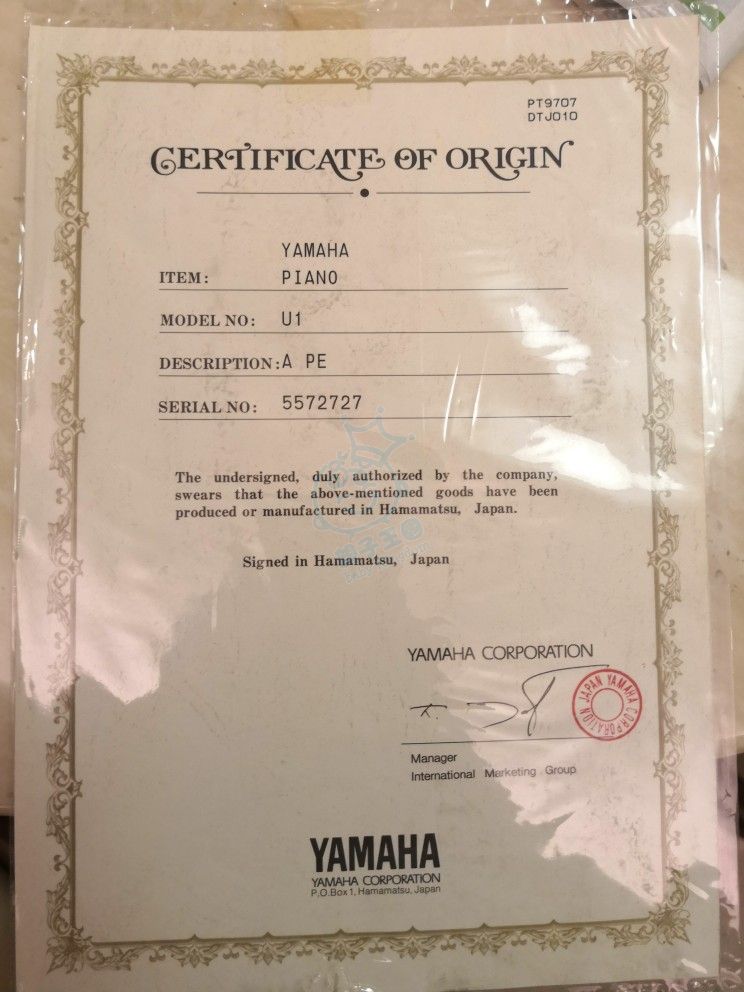 PT9707
DTJ010
CERTIFICATE OF ORIGIN
YAMAHA
ITEM: PIANO
MODEL NO: U1
DESCRIPTION: A PE
SERIAL NO: 5572727
The undersigned, duly authorized by the company,
swears that the above-mentioned goods have been
produced or manufactured in Hamamatsu, Japan.
Signed in Hamamatsu, Japan
YAMAHA CORPORATION
JAPAN YAMAHA CORPORATION
Manager
International Marketing Group
YAMAHA
YAMAHA CORPORATION
P.O.Box 1, Hamamatsu, Japan